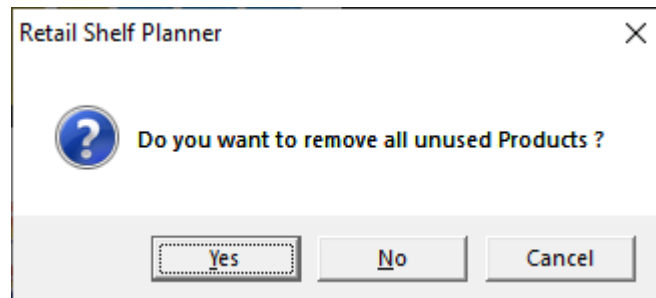 Retail Shelf Planner
Do you want to remove all unused Products ?
Yes
No
Cancel